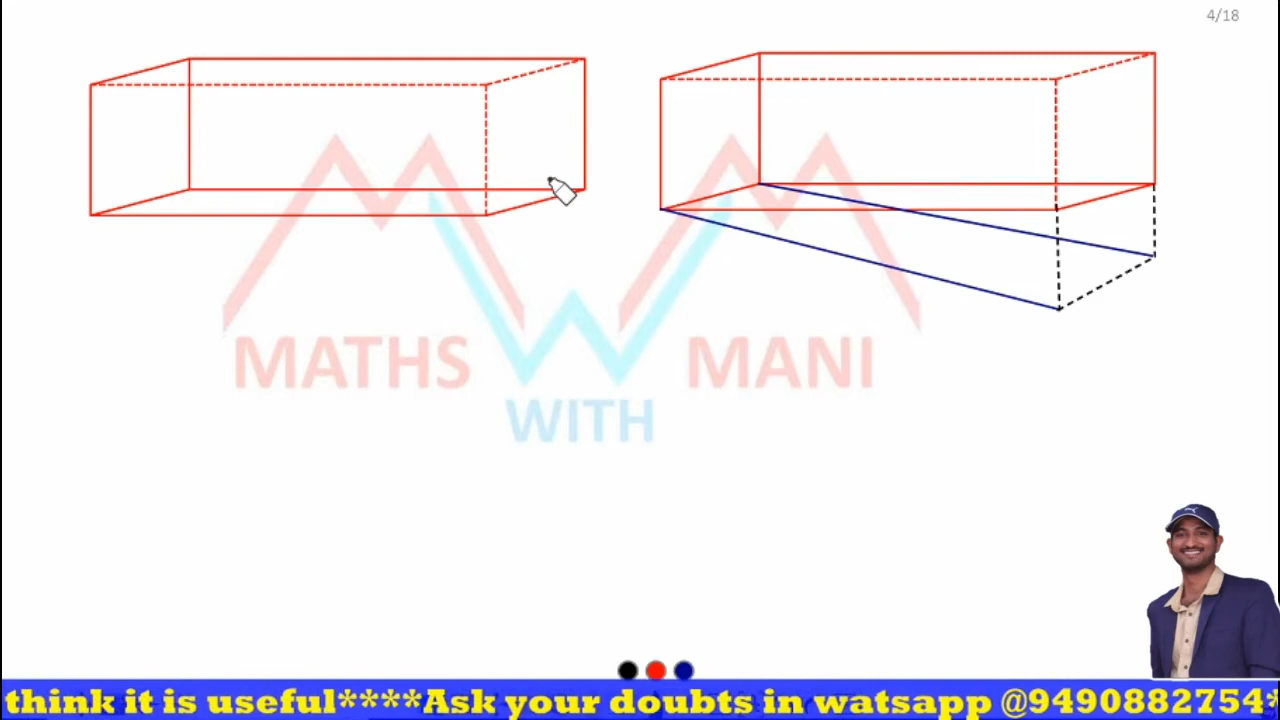 4/18
MATHS
MANI
WITH
think it is useful****Ask your doubts in watsapp @9490882754*